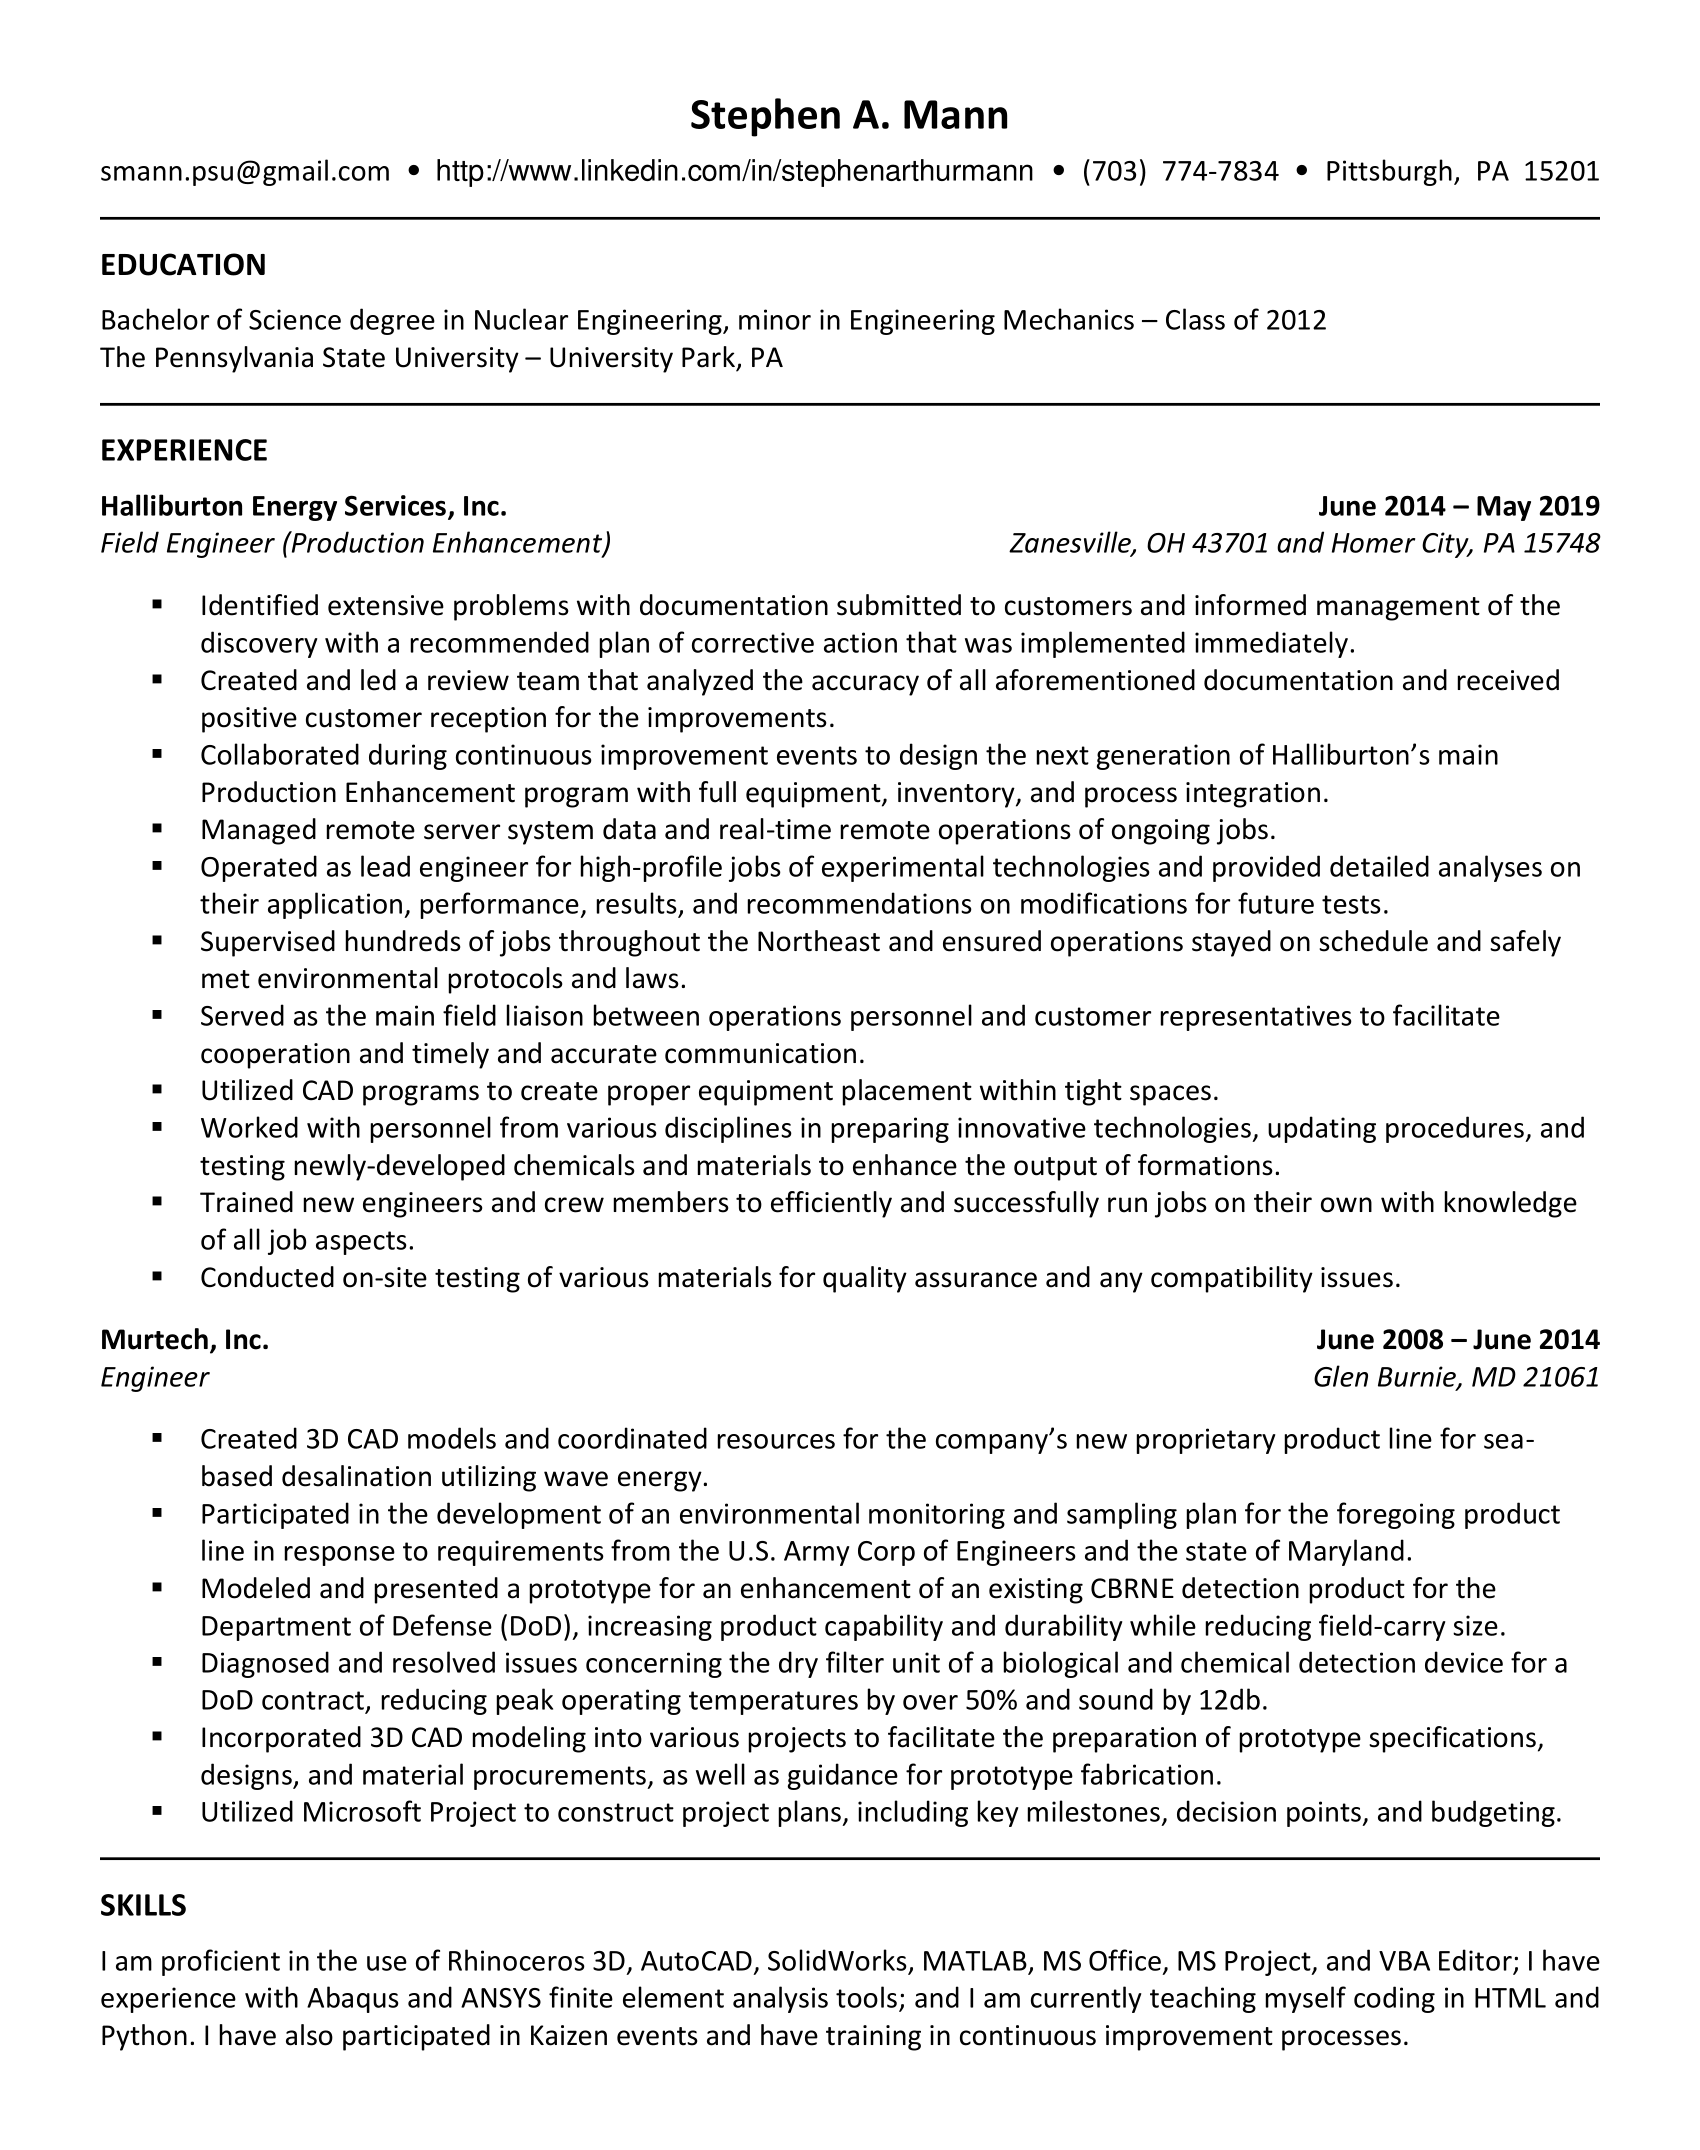 Stephen A. Mann
smann.psu@gmail.com • http://www.linkedin.com/in/stephenarthurmann • (703) 774-7834 • Pittsburgh, PA 15201
EDUCATION
Bachelor of Science degree in Nuclear Engineering, minor in Engineering Mechanics – Class of 2012
The Pennsylvania State University – University Park, PA
EXPERIENCE
Halliburton Energy Services, Inc. June 2014 – May 2019
Field Engineer (Production Enhancement) Zanesville, OH 43701 and Homer City, PA 15748
▪ Identified extensive problems with documentation submitted to customers and informed management of the
discovery with a recommended plan of corrective action that was implemented immediately.
▪ Created and led a review team that analyzed the accuracy of all aforementioned documentation and received
positive customer reception for the improvements.
▪ Collaborated during continuous improvement events to design the next generation of Halliburton’s main
Production Enhancement program with full equipment, inventory, and process integration.
▪ Managed remote server system data and real-time remote operations of ongoing jobs.
▪ Operated as lead engineer for high-profile jobs of experimental technologies and provided detailed analyses on
their application, performance, results, and recommendations on modifications for future tests.
▪ Supervised hundreds of jobs throughout the Northeast and ensured operations stayed on schedule and safely
met environmental protocols and laws.
▪ Served as the main field liaison between operations personnel and customer representatives to facilitate
cooperation and timely and accurate communication.
▪ Utilized CAD programs to create proper equipment placement within tight spaces.
▪ Worked with personnel from various disciplines in preparing innovative technologies, updating procedures, and
testing newly-developed chemicals and materials to enhance the output of formations.
▪ Trained new engineers and crew members to efficiently and successfully run jobs on their own with knowledge
of all job aspects.
▪ Conducted on-site testing of various materials for quality assurance and any compatibility issues.
Murtech, Inc. June 2008 – June 2014
Engineer Glen Burnie, MD 21061
▪ Created 3D CAD models and coordinated resources for the company’s new proprietary product line for sea-
based desalination utilizing wave energy.
▪ Participated in the development of an environmental monitoring and sampling plan for the foregoing product
line in response to requirements from the U.S. Army Corp of Engineers and the state of Maryland.
▪ Modeled and presented a prototype for an enhancement of an existing CBRNE detection product for the
Department of Defense (DoD), increasing product capability and durability while reducing field-carry size.
▪ Diagnosed and resolved issues concerning the dry filter unit of a biological and chemical detection device for a
DoD contract, reducing peak operating temperatures by over 50% and sound by 12db.
▪ Incorporated 3D CAD modeling into various projects to facilitate the preparation of prototype specifications,
designs, and material procurements, as well as guidance for prototype fabrication.
▪ Utilized Microsoft Project to construct project plans, including key milestones, decision points, and budgeting.
SKILLS
I am proficient in the use of Rhinoceros 3D, AutoCAD, SolidWorks, MATLAB, MS Office, MS Project, and VBA Editor; I have
experience with Abaqus and ANSYS finite element analysis tools; and I am currently teaching myself coding in HTML and
Python. I have also participated in Kaizen events and have training in continuous improvement processes.